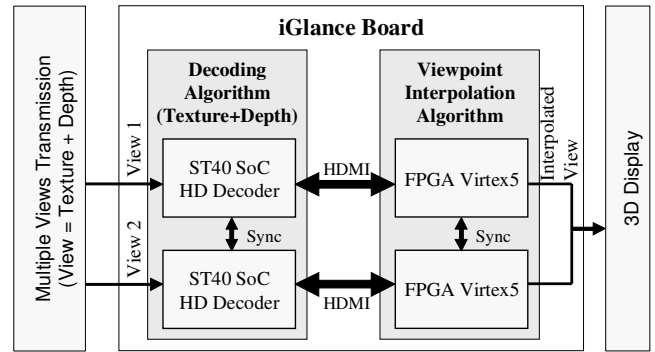 iGlance Board
Multiple Views Transmission
(View = Texture + Depth)
View 1
View 2
Decoding
Algorithm
(Texture+Depth)
ST40 SoC
HD Decoder
Sync
ST40 SoC
HD Decoder
HDMI
HDMI
Viewpoint
Interpolation
Algorithm
FPGA Virtex5
Sync
FPGA Virtex5
Interpolated
View
3D Display